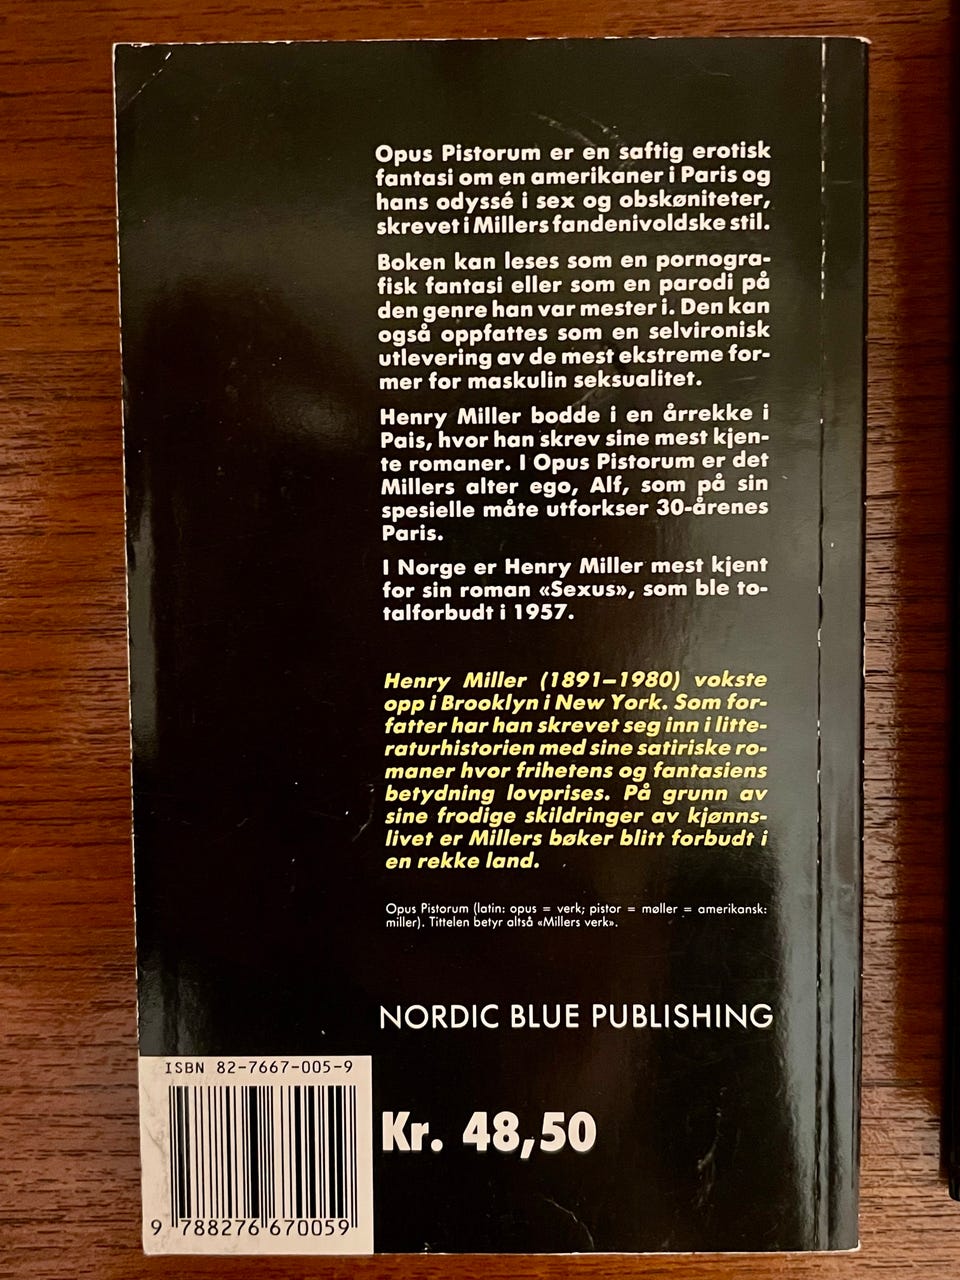 Opus Pistorum er en saftig erotisk
fantasi om en amerikaner i Paris og
hans odyssé i sex og obskøniteter,
skrevet i Millers fandenivoldske stil.
Boken kan leses som en pornogra-
fisk fantasi eller som en parodi på
den genre han var mester i. Den kan
også oppfattes som en selvironisk
utlevering av de mest ekstreme for-
mer for maskulin seksualitet.
Henry Miller bodde i en årrekke i
Pais, hvor han skrev sine mest kjen-
te romaner. I Opus Pistorum er det
Millers alter ego, Alf, som på sin
spesielle måte utforkser 30-årenes
Paris.
I Norge er Henry Miller mest kjent
for sin roman «Sexus», som ble to-
talforbudt i 1957.
Henry Miller (1891–1980) vokste
opp i Brooklyn i New York. Som for-
fatter har han skrevet seg inn i litte-
raturhistorien med sine satiriske ro-
maner hvor frihetens og fantasiens
betydning lovprises. På grunn av
sine frodige skildringer av kjønns-
livet er Millers bøker blitt forbudt i
en rekke land.
Opus Pistorum (latin: opus = verk; pistor = møller = amerikansk:
miller). Tittelen betyr altså «Millers verk».
NORDIC BLUE PUBLISHING
ISBN 82-7667-005-9
Kr. 48,50
9 788276 670059